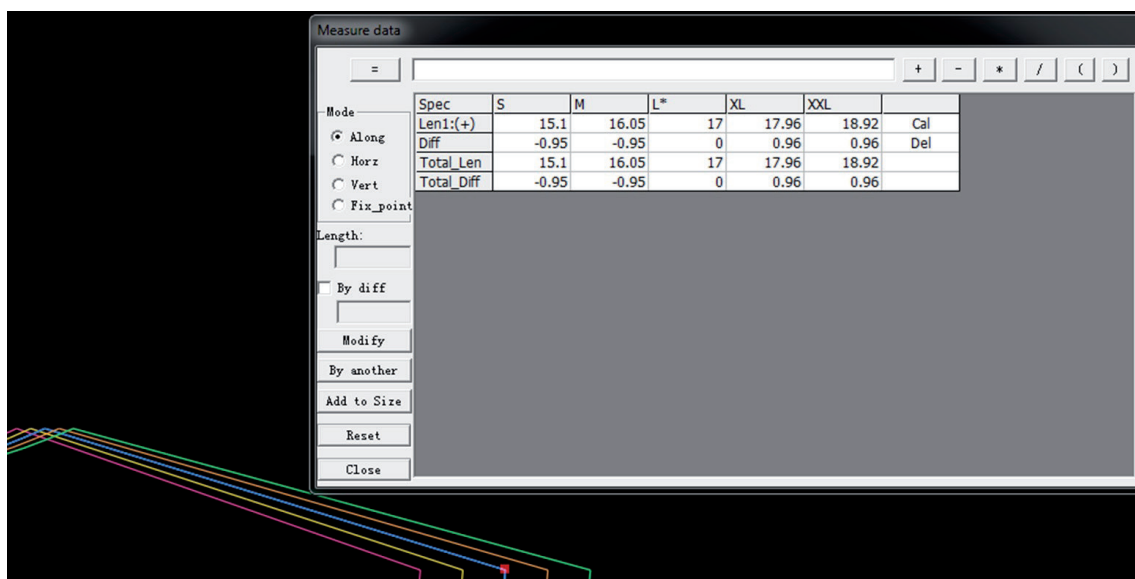 Measure data
= + - * / ( )
Mode
Along
Horz
Vert
Fix_point
Length:
By diff
Modify
By another
Add to Size
Reset
Close
Spec S M L* XL XXL
Len1:(+) 15.1 16.05 17 17.96 18.92 Cal
Diff -0.95 -0.95 0 0.96 0.96 Del
Total_Len 15.1 16.05 17 17.96 18.92
Total_Diff -0.95 -0.95 0 0.96 0.96